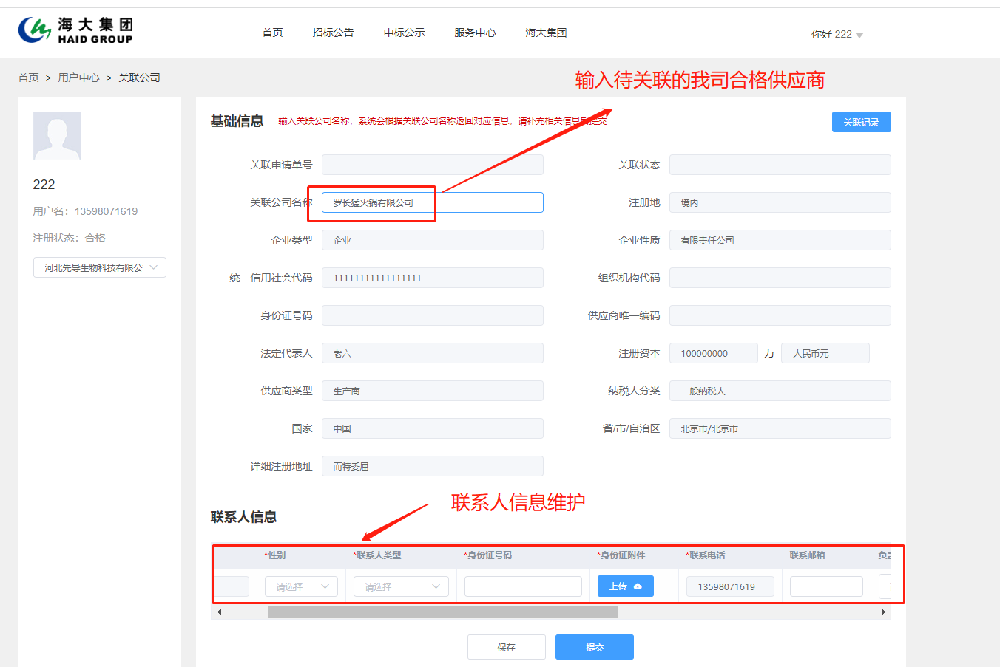 海大集团
HAID GROUP
首页 招标公告 中标公示 服务中心 海大集团
你好 222
首页 > 用户中心 > 关联公司
输入待关联的我司合格供应商
基础信息 输入关联公司名称，系统会根据关联公司名称返回对应信息，请补充相关信息后提交
关联记录
222
用户名：13598071619
注册状态：合格
河北先导生物科技有限公
关联申请单号
关联状态
关联公司名称 罗长猛火锅有限公司
注册地 境内
企业类型 企业
企业性质 有限责任公司
统一信用社会代码 11111111111111111
组织机构代码
身份证号码
供应商唯一编码
法定代表人 老六
注册资本 100000000 万 人民币元
供应商类型 生产商
纳税人分类 一般纳税人
国家 中国
省/市/自治区 北京市/北京市
详细注册地址 而特委屈
联系人信息维护
联系人信息
*性别 *联系人类型 *身份证号码 *身份证附件 *联系电话 联系邮箱 负
请选择 请选择 上传 13598071619
保存 提交